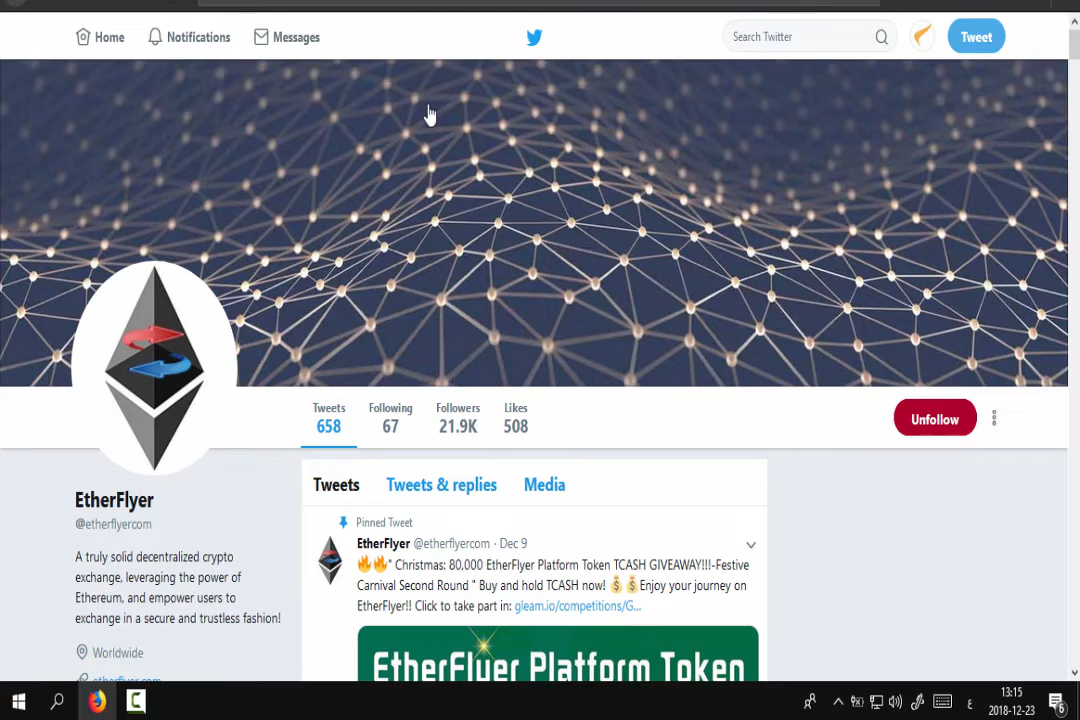 Home Notifications Messages Search Twitter Tweet
Tweets Following Followers Likes
658 67 21.9K 508
Unfollow
EtherFlyer
@etherflyercom
A truly solid decentralized crypto
exchange, leveraging the power of
Ethereum, and empower users to
exchange in a secure and trustless fashion!
Worldwide
etherflyer.com
Tweets Tweets & replies Media
Pinned Tweet
EtherFlyer @etherflyercom · Dec 9
🔥🔥" Christmas: 80,000 EtherFlyer Platform Token TCASH GIVEAWAY!!!-Festive
Carnival Second Round " Buy and hold TCASH now! 💰 💰Enjoy your journey on
EtherFlyer!! Click to take part in: gleam.io/competitions/G...
EtherFlyer Platform Token
ع
13:15
2018-12-23
6